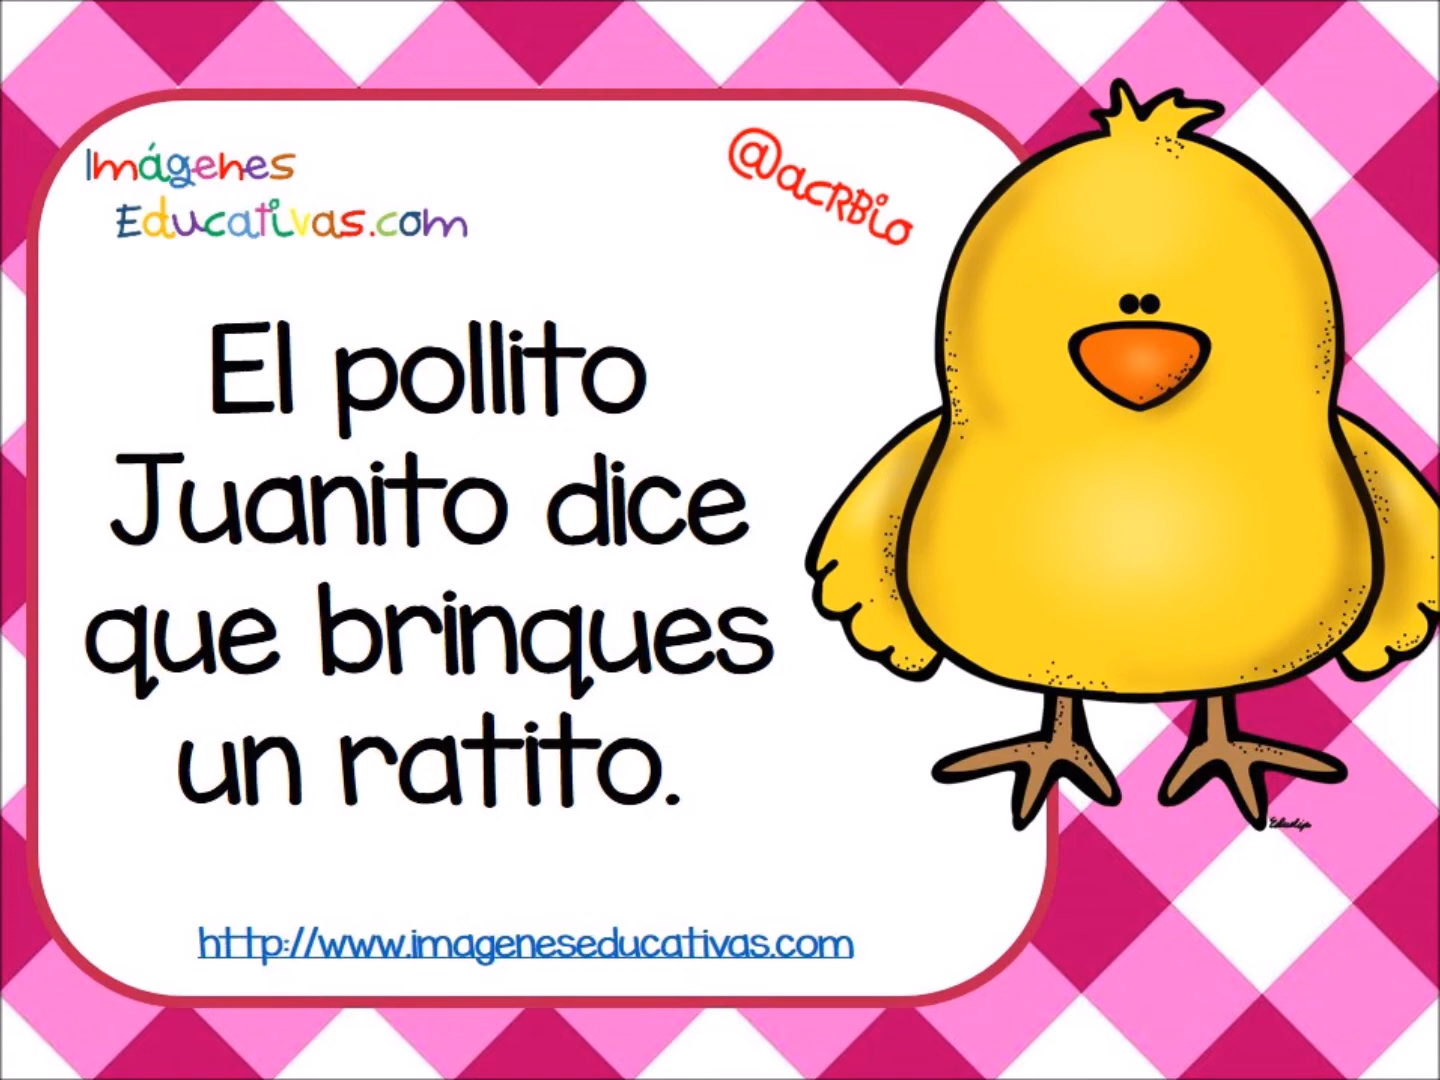 Imágenes
Educativas.com
@acRBio
El pollito
Juanito dice
que brinques
un ratito.
http://www.imageneseducativas.com